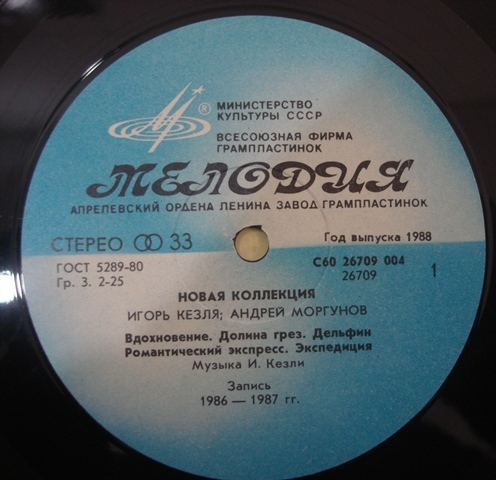 ®
МИНИСТЕРСТВО
КУЛЬТУРЫ СССР
ВСЕСОЮЗНАЯ ФИРМА
ГРАМПЛАСТИНОК
МЕЛОДИЯ
АПРЕЛЕВСКИЙ ОРДЕНА ЛЕНИНА ЗАВОД ГРАМПЛАСТИНОК
СТЕРЕО 33
Год выпуска 1988
ГОСТ 5289-80
Гр. 3. 2-25
С60 26709 004
26709
1
НОВАЯ КОЛЛЕКЦИЯ
ИГОРЬ КЕЗЛЯ; АНДРЕЙ МОРГУНОВ
Вдохновение. Долина грез. Дельфин
Романтический экспресс. Экспедиция
Музыка И. Кезли
Запись
1986 — 1987 гг.